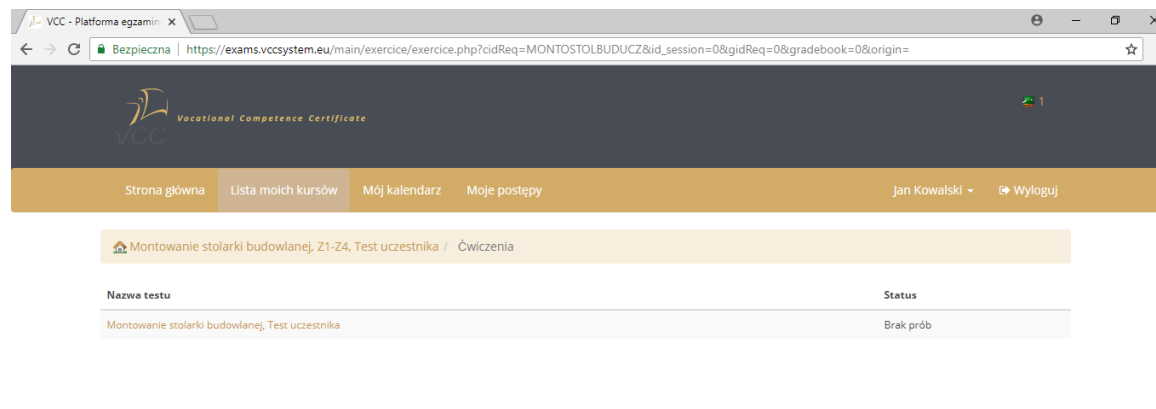 VCC - Platforma egzamin
Bezpieczna | https://exams.vccsystem.eu/main/exercice/exercice.php?cidReq=MONTOSTOLBUDUCZ&id_session=0&gidReq=0&gradebook=0&origin=
VCC
Vocational Competence Certificate
1
Strona główna Lista moich kursów Mój kalendarz Moje postępy Jan Kowalski Wyloguj
Montowanie stolarki budowlanej, Z1-Z4, Test uczestnika / Ćwiczenia
Nazwa testu Status
Montowanie stolarki budowlanej, Test uczestnika Brak prób